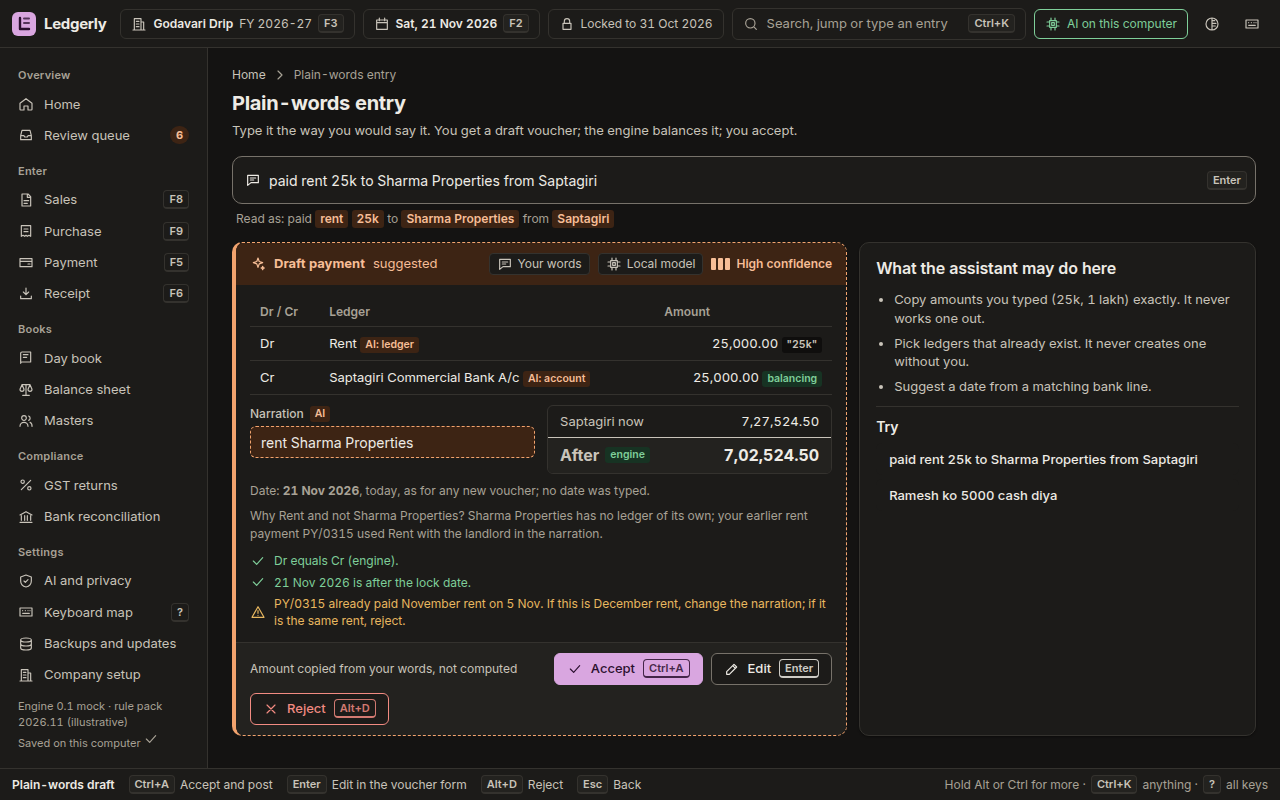 Ledgerly
Godavari Drip FY 2026-27 F3
Sat, 21 Nov 2026 F2
Locked to 31 Oct 2026
Search, jump or type an entry Ctrl+K
AI on this computer
Overview
Home
Review queue 6
Enter
Sales F8
Purchase F9
Payment F5
Receipt F6
Books
Day book
Balance sheet
Masters
Compliance
GST returns
Bank reconciliation
Settings
AI and privacy
Keyboard map ?
Backups and updates
Company setup
Engine 0.1 mock · rule pack
2026.11 (illustrative)
Saved on this computer
Home > Plain-words entry
Plain-words entry
Type it the way you would say it. You get a draft voucher; the engine balances it; you accept.
paid rent 25k to Sharma Properties from Saptagiri Enter
Read as: paid rent 25k to Sharma Properties from Saptagiri
Draft payment suggested Your words Local model High confidence
Dr / Cr Ledger Amount
Dr Rent AI: ledger 25,000.00 "25k"
Cr Saptagiri Commercial Bank A/c AI: account 25,000.00 balancing
Narration AI
rent Sharma Properties
Saptagiri now 7,27,524.50
After engine 7,02,524.50
Date: 21 Nov 2026, today, as for any new voucher; no date was typed.
Why Rent and not Sharma Properties? Sharma Properties has no ledger of its own; your earlier rent
payment PY/0315 used Rent with the landlord in the narration.
Dr equals Cr (engine).
21 Nov 2026 is after the lock date.
PY/0315 already paid November rent on 5 Nov. If this is December rent, change the narration; if it
is the same rent, reject.
Amount copied from your words, not computed
Accept Ctrl+A
Edit Enter
Reject Alt+D
What the assistant may do here
• Copy amounts you typed (25k, 1 lakh) exactly. It never
works one out.
• Pick ledgers that already exist. It never creates one
without you.
• Suggest a date from a matching bank line.
Try
paid rent 25k to Sharma Properties from Saptagiri
Ramesh ko 5000 cash diya
Plain-words draft Ctrl+A Accept and post Enter Edit in the voucher form Alt+D Reject Esc Back
Hold Alt or Ctrl for more · Ctrl+K anything · ? all keys